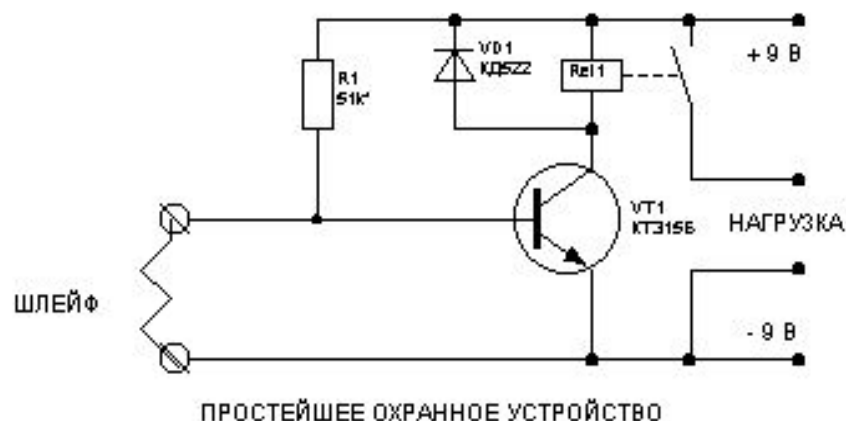 VD1
КД522
Rel1
+ 9 В
R1
51k*
VT1
КТ315Б
НАГРУЗКА
ШЛЕЙФ
- 9 В
ПРОСТЕЙШЕЕ ОХРАННОЕ УСТРОЙСТВО